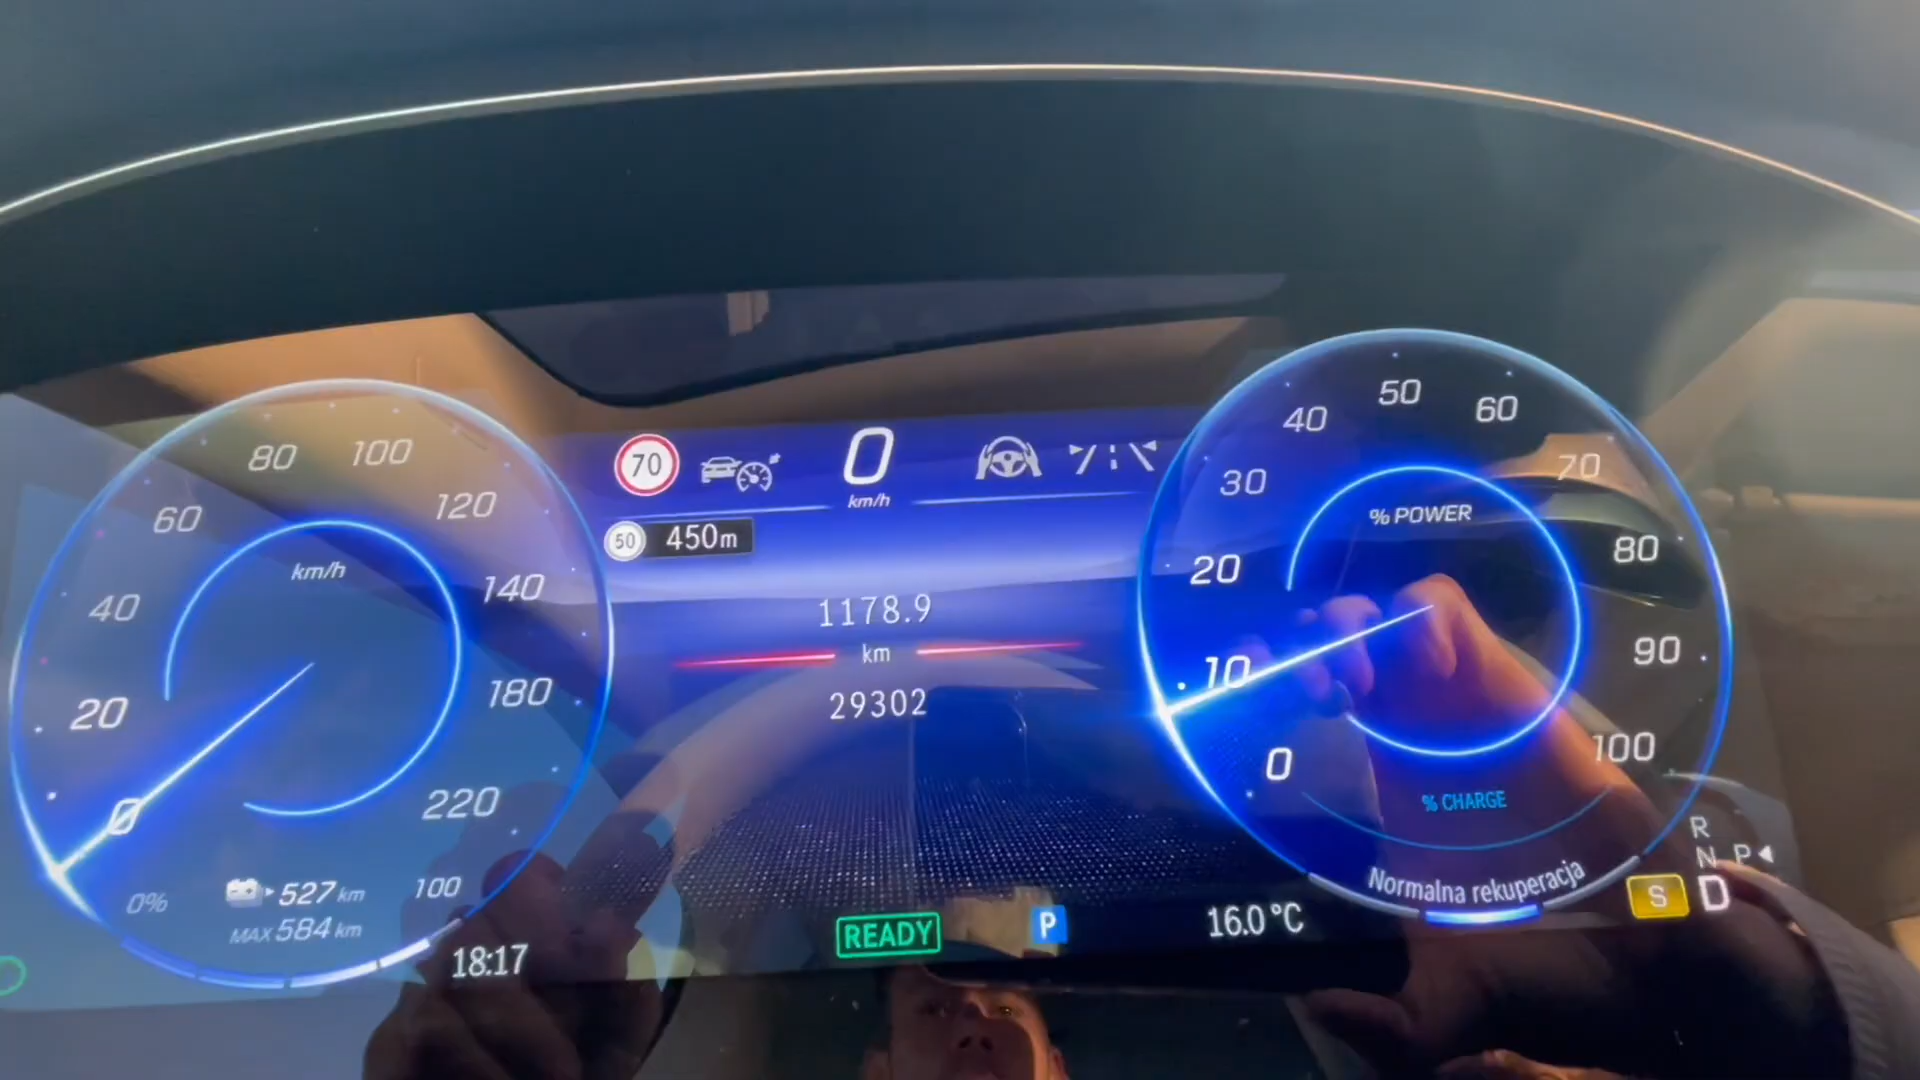 70
0
km/h
50
450m
1178.9
km
29302
km/h
0
20
40
60
80
100
120
140
180
220
0%
527 km
100
MAX 584 km
18:17
READY
P
16.0 °C
% POWER
0
10
20
30
40
50
60
70
80
90
100
% CHARGE
Normalna rekuperacja
R
N P
S D